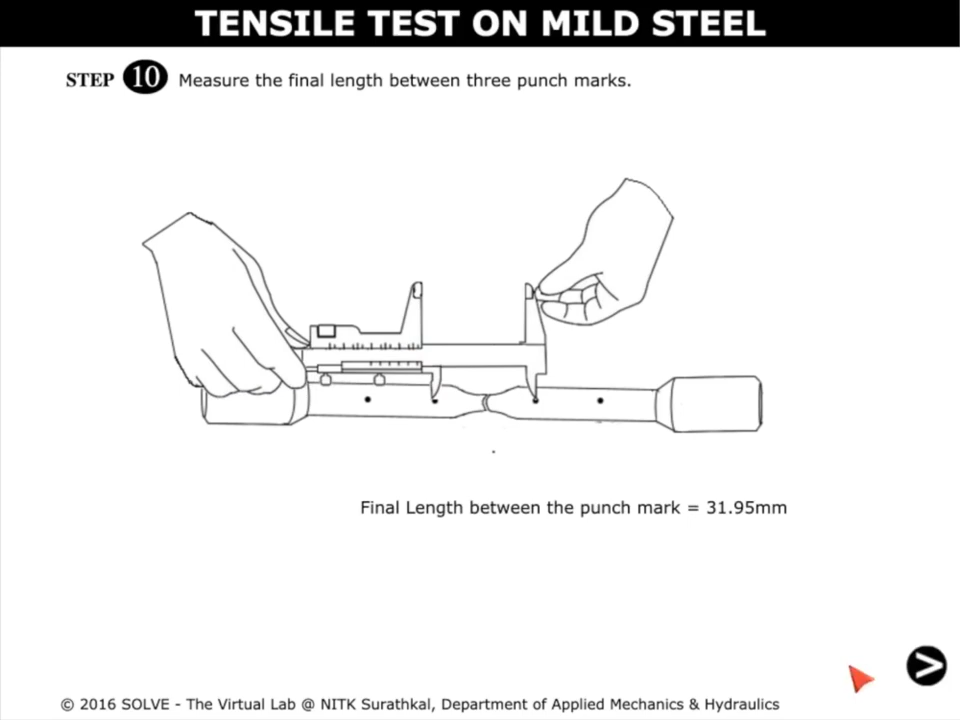 TENSILE TEST ON MILD STEEL
STEP 10 Measure the final length between three punch marks.
Final Length between the punch mark = 31.95mm
© 2016 SOLVE - The Virtual Lab @ NITK Surathkal, Department of Applied Mechanics & Hydraulics